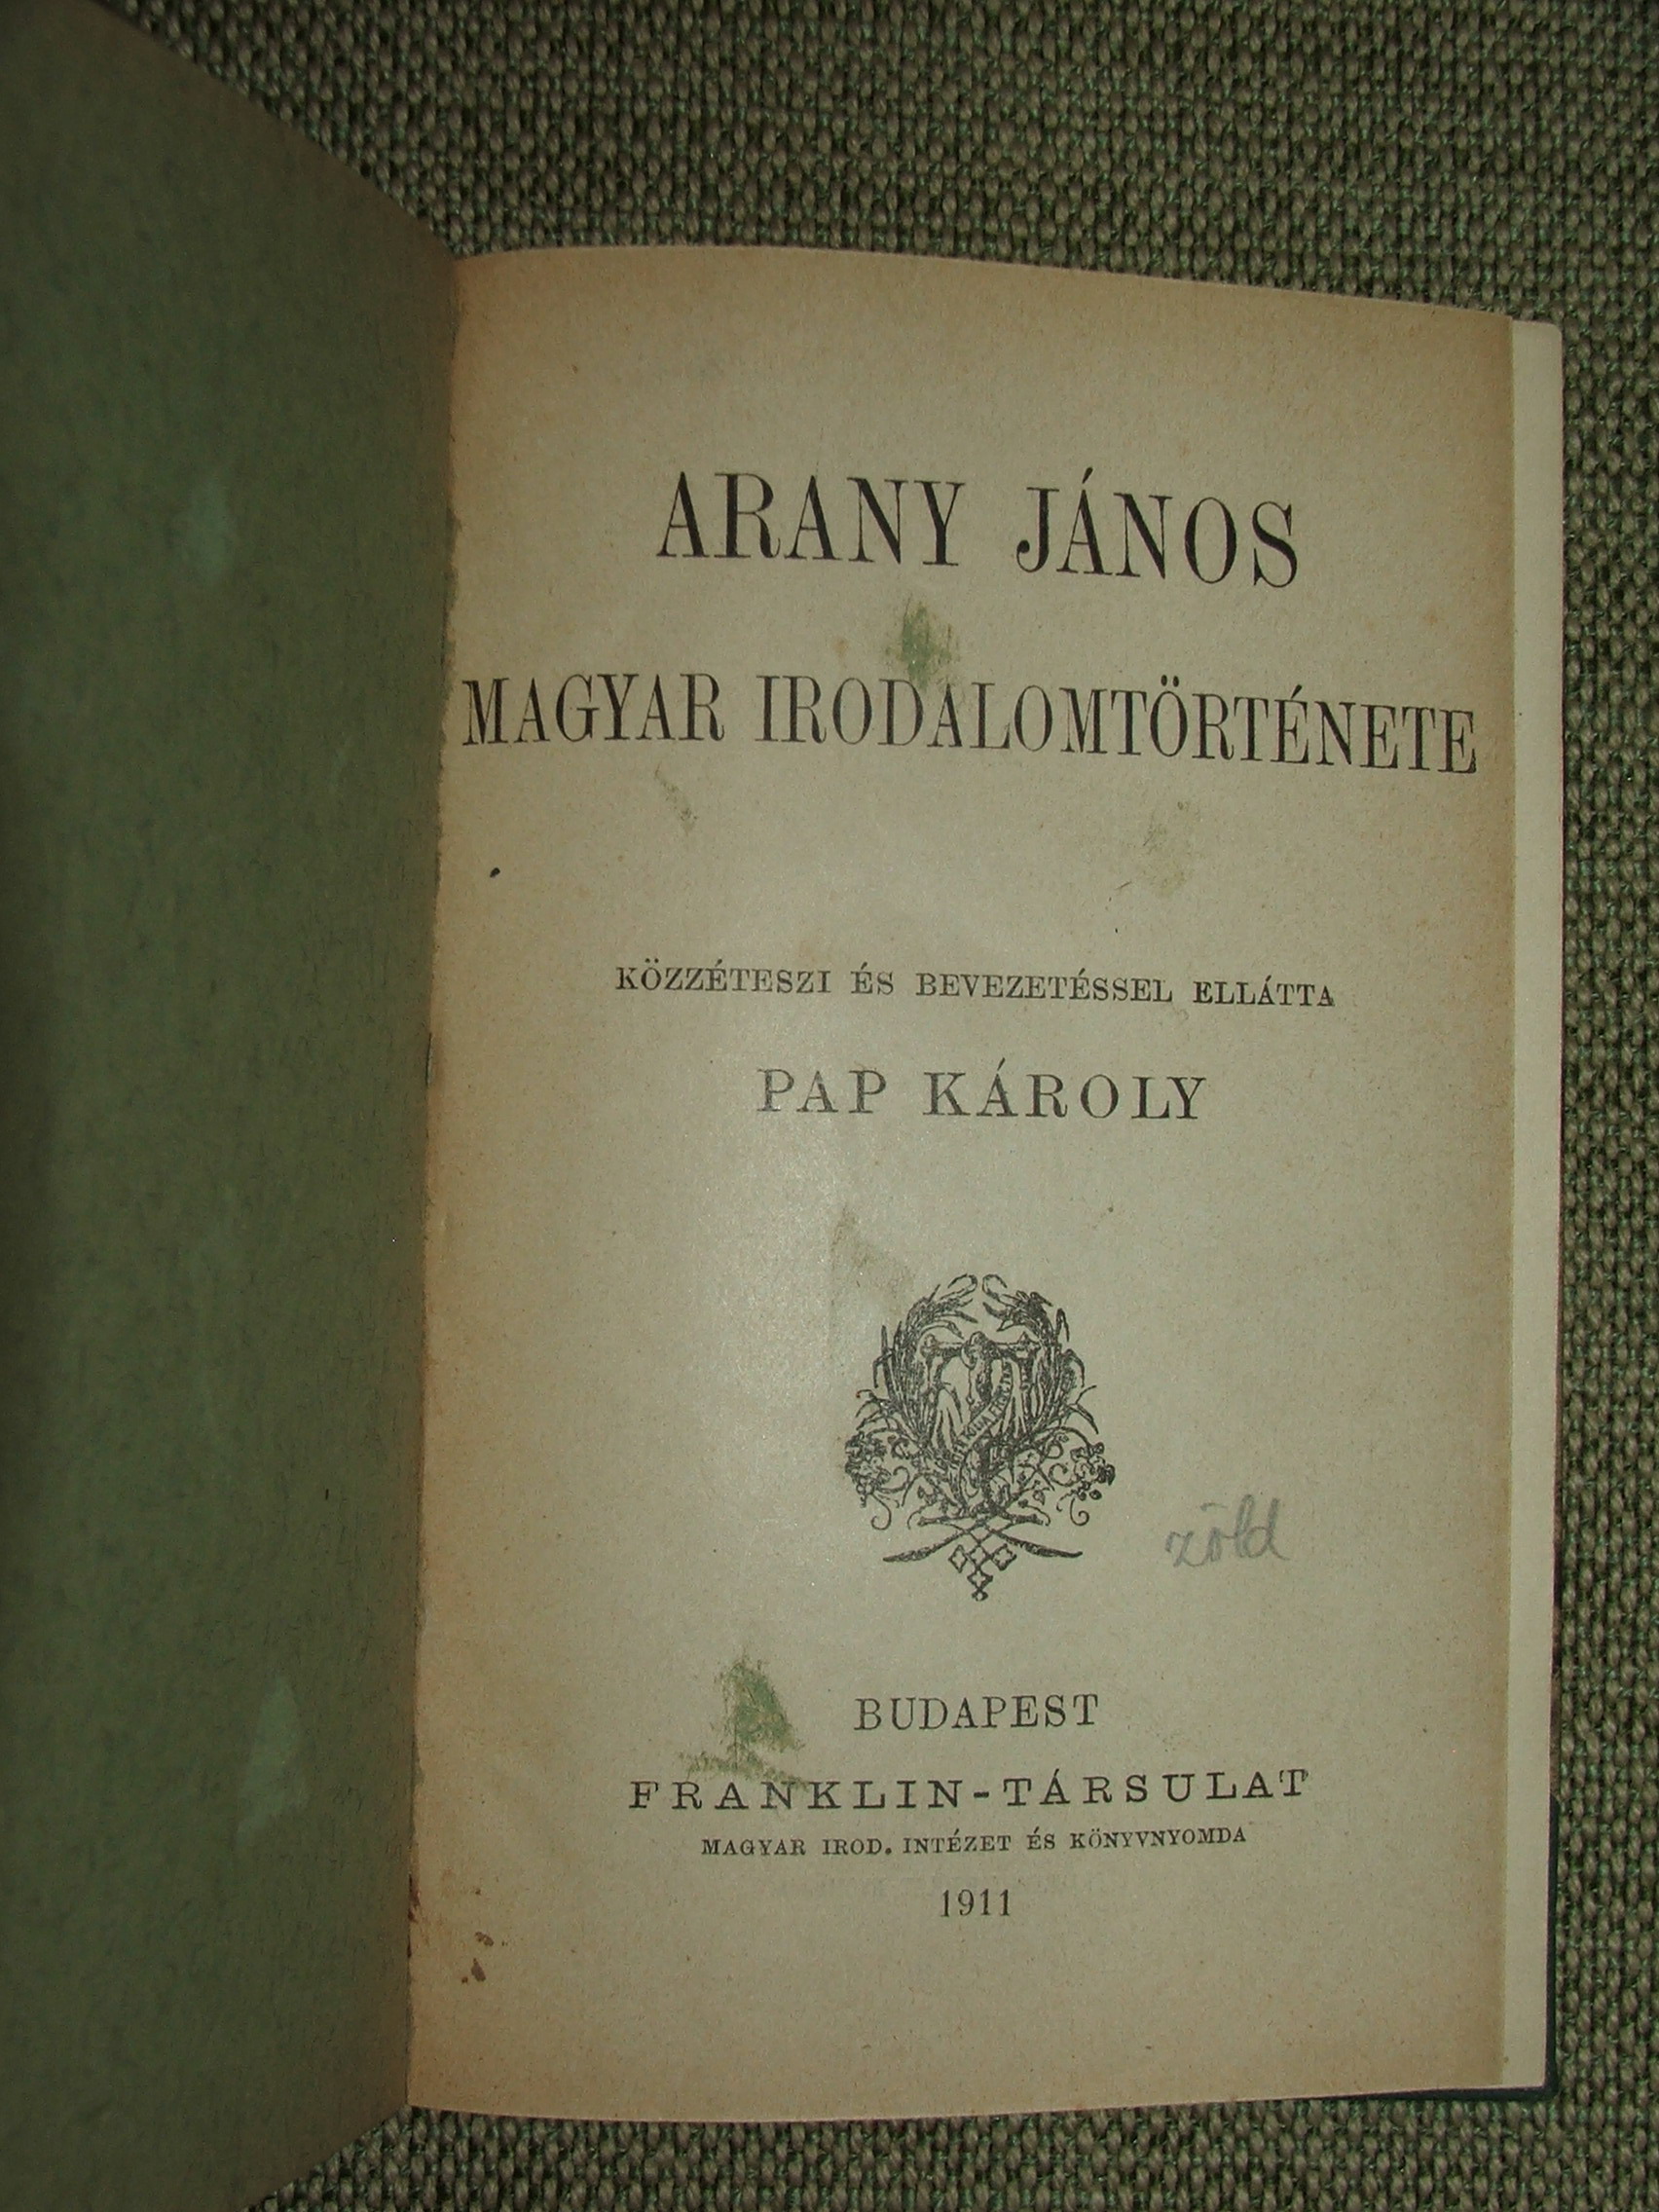 ARANY JÁNOS
MAGYAR IRODALOMTÖRTÉNETE
KÖZZÉTESZI ÉS BEVEZETÉSSEL ELLÁTTA
PAP KÁROLY
zöld
BUDAPEST
FRANKLIN-TÁRSULAT
MAGYAR IROD. INTÉZET ÉS KÖNYVNYOMDA
1911